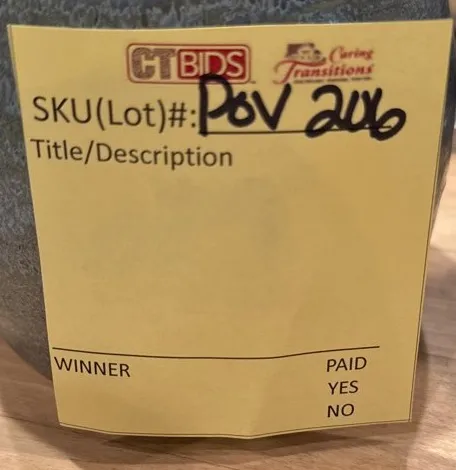 CTBIDS
Caring
Transitions
SKU(Lot)#: POV 206
Title/Description
WINNER
PAID
YES
NO